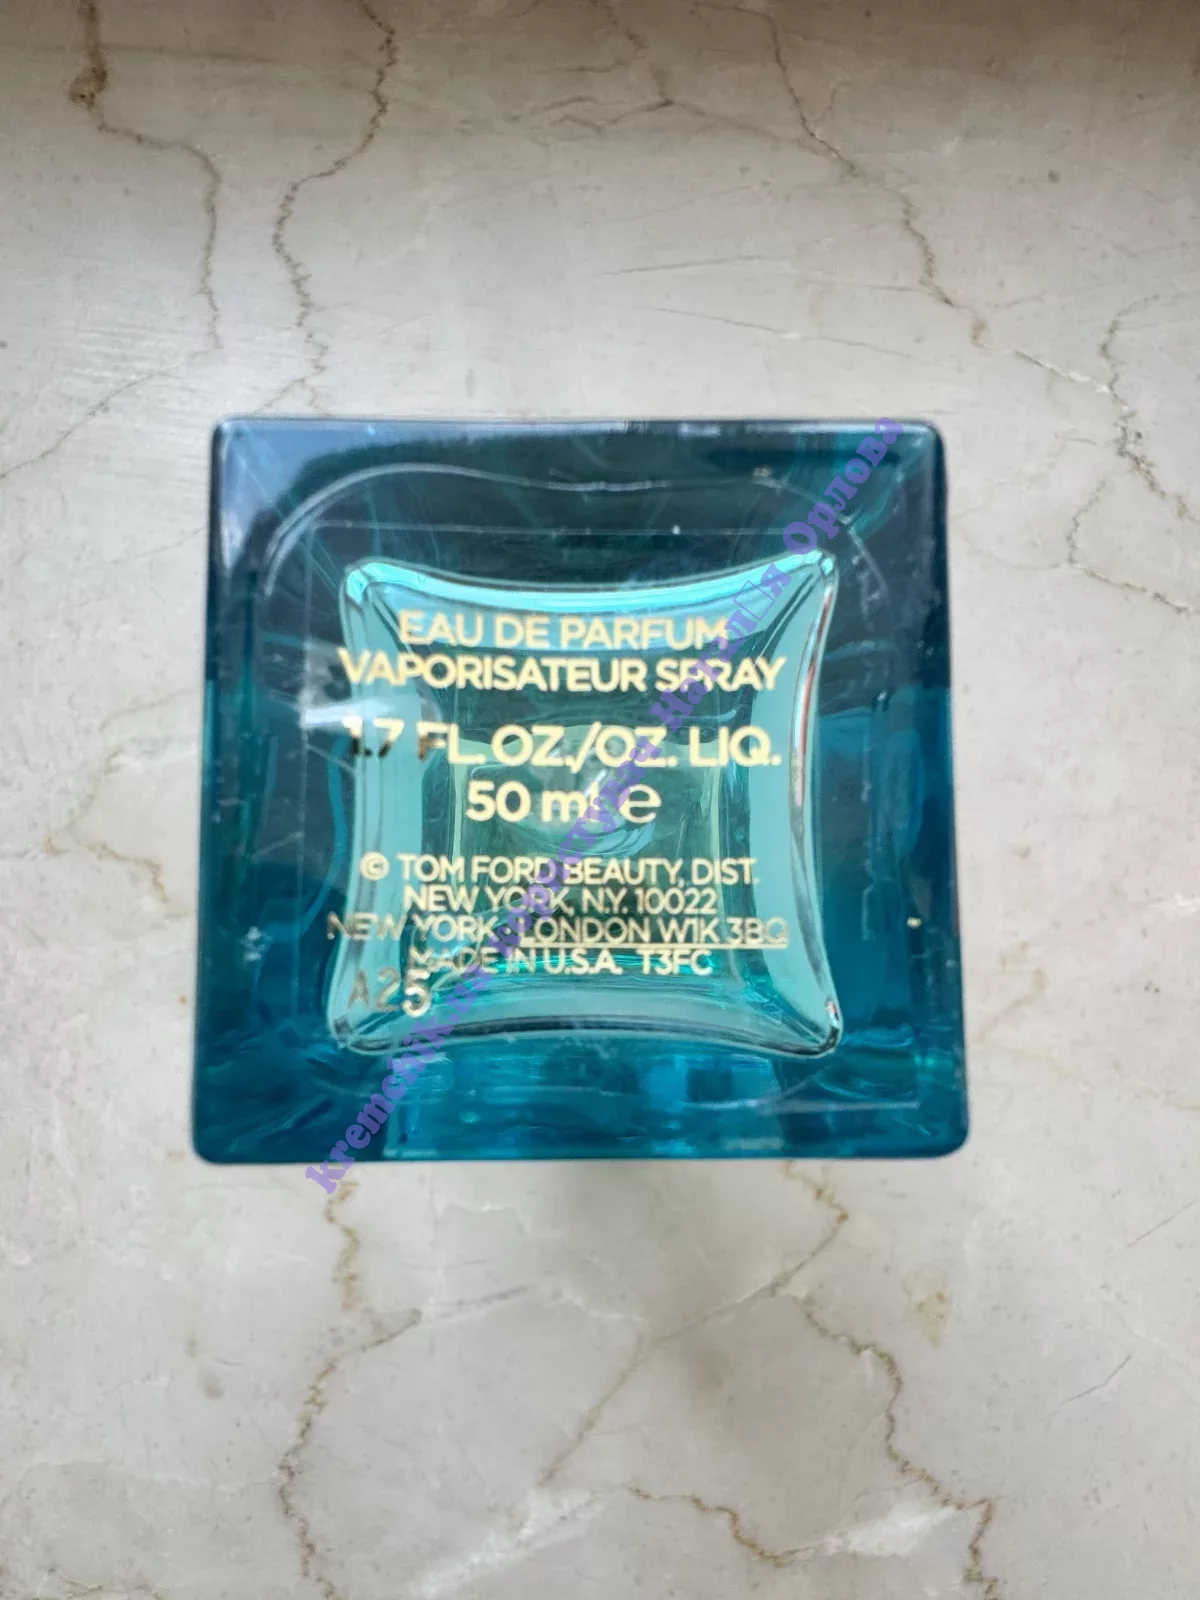 EAU DE PARFUM
VAPORISATEUR SPRAY
1.7 FL. OZ./OZ. LIQ.
50 ml e
© TOM FORD BEAUTY, DIST.
NEW YORK, N.Y. 10022
NEW YORK · LONDON W1K 3BQ
MADE IN U.S.A. T3FC
A25
Орлова